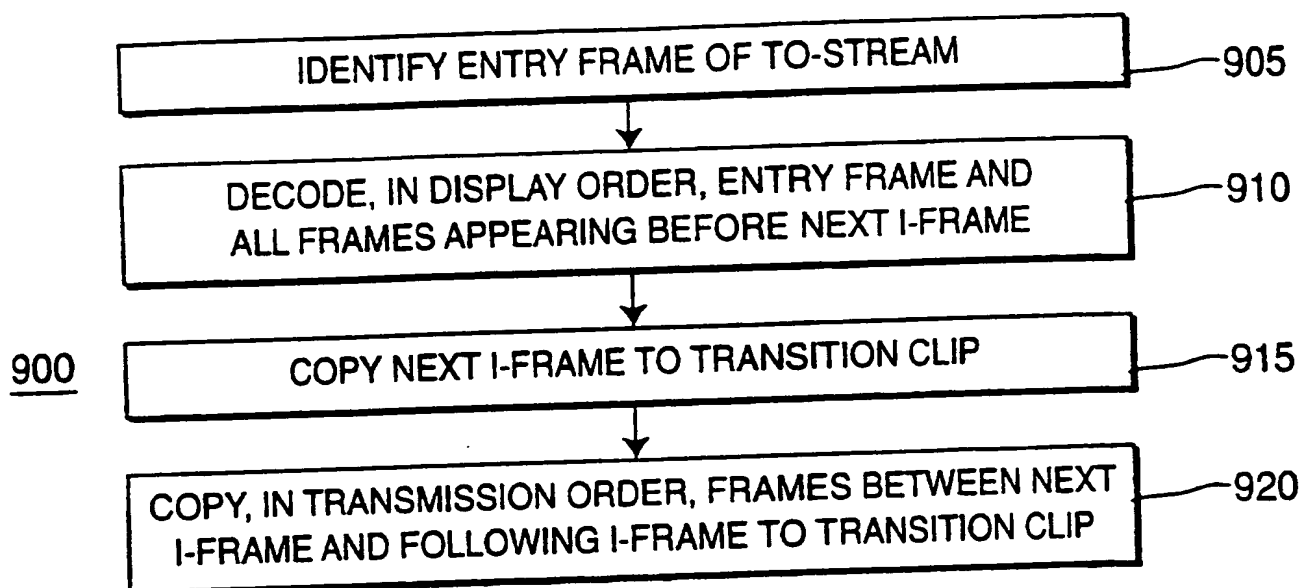 IDENTIFY ENTRY FRAME OF TO-STREAM
905
DECODE, IN DISPLAY ORDER, ENTRY FRAME AND
ALL FRAMES APPEARING BEFORE NEXT I-FRAME
910
900
COPY NEXT I-FRAME TO TRANSITION CLIP
915
COPY, IN TRANSMISSION ORDER, FRAMES BETWEEN NEXT
I-FRAME AND FOLLOWING I-FRAME TO TRANSITION CLIP
920